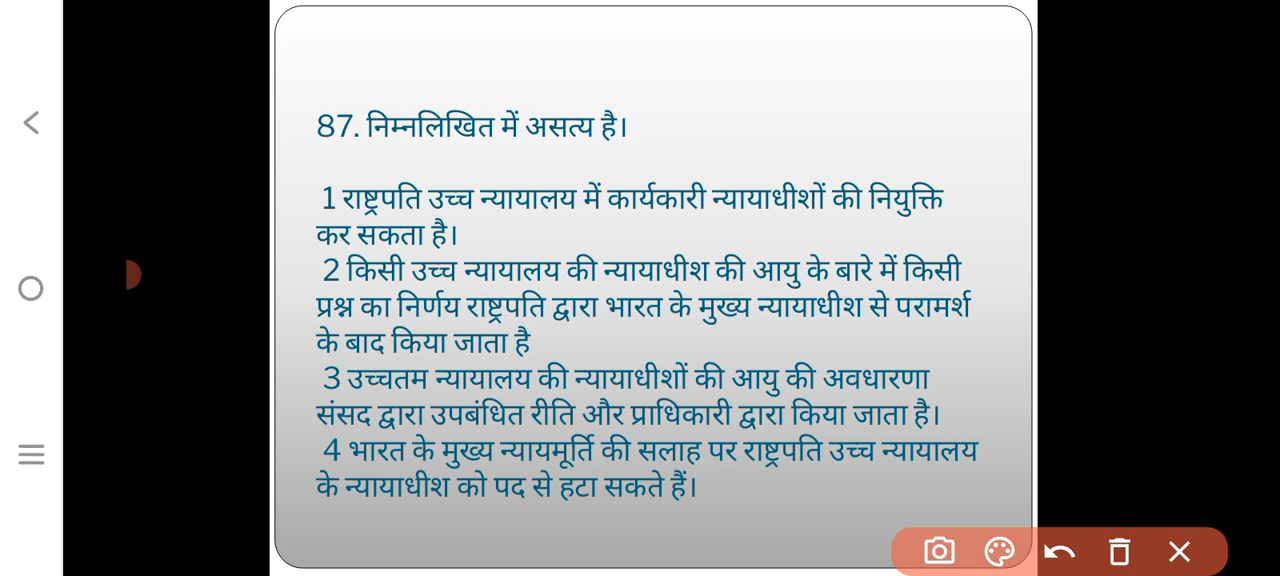 87. निम्नलिखित में असत्य है।
1 राष्ट्रपति उच्च न्यायालय में कार्यकारी न्यायाधीशों की नियुक्ति
कर सकता है।
2 किसी उच्च न्यायालय की न्यायाधीश की आयु के बारे में किसी
प्रश्न का निर्णय राष्ट्रपति द्वारा भारत के मुख्य न्यायाधीश से परामर्श
के बाद किया जाता है
3 उच्चतम न्यायालय की न्यायाधीशों की आयु की अवधारणा
संसद द्वारा उपबंधित रीति और प्राधिकारी द्वारा किया जाता है।
4 भारत के मुख्य न्यायमूर्ति की सलाह पर राष्ट्रपति उच्च न्यायालय
के न्यायाधीश को पद से हटा सकते हैं।